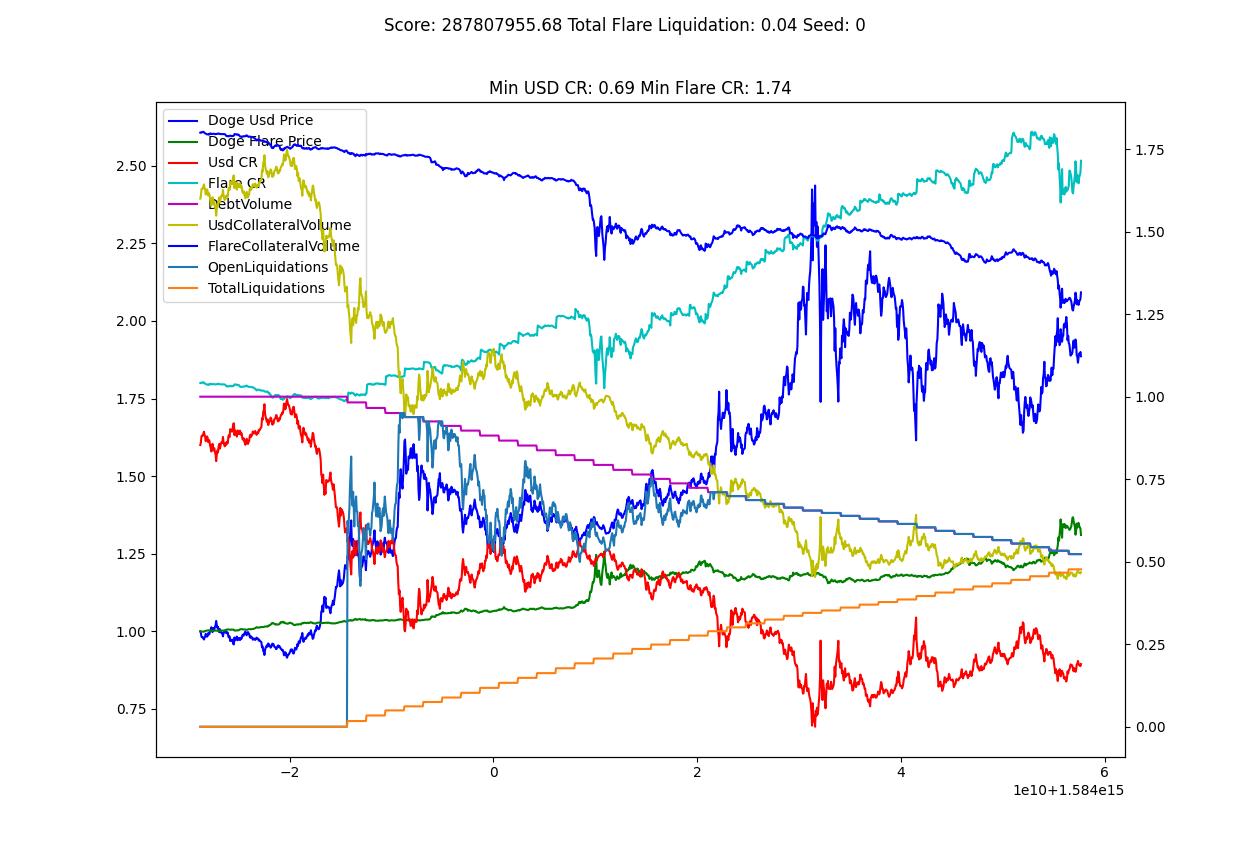 Score: 287807955.68 Total Flare Liquidation: 0.04 Seed: 0
Min USD CR: 0.69 Min Flare CR: 1.74
Doge Usd Price
Doge Flare Price
Usd CR
Flare CR
DebtVolume
UsdCollateralVolume
FlareCollateralVolume
OpenLiquidations
TotalLiquidations
2.50
2.25
2.00
1.75
1.50
1.25
1.00
0.75
1.75
1.50
1.25
1.00
0.75
0.50
0.25
0.00
−2
0
2
4
6
1e10+1.584e15